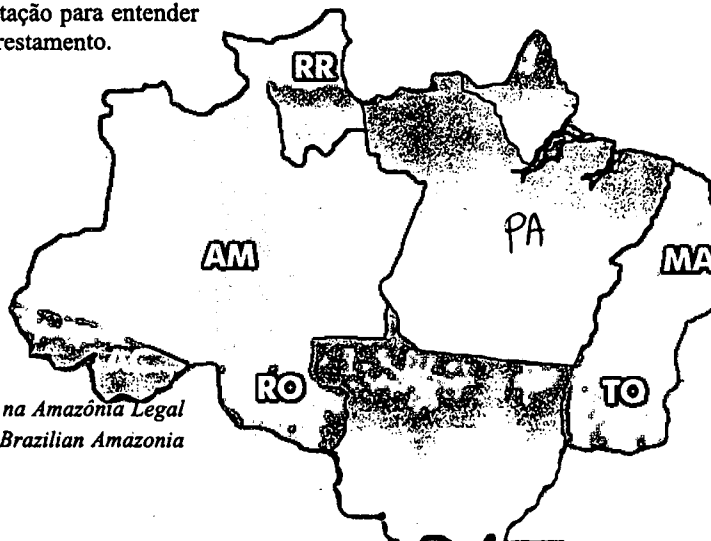 tação para entender
restamento.
RR
AM
PA
MA
RO
TO
na Amazônia Legal
Brazilian Amazonia